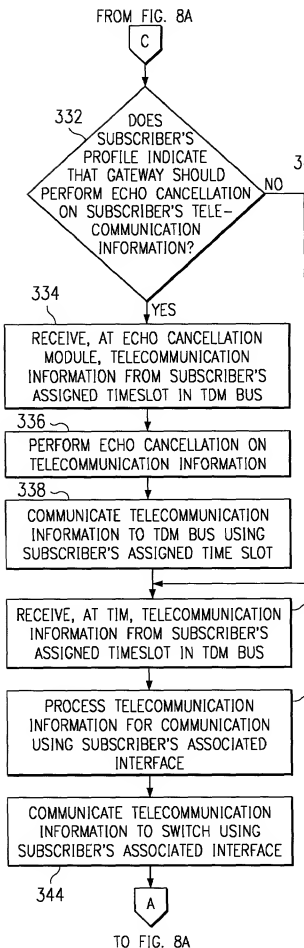 FROM FIG. 8A
C
332
DOES
SUBSCRIBER'S
PROFILE INDICATE
THAT GATEWAY SHOULD
PERFORM ECHO CANCELLATION
ON SUBSCRIBER'S TELE-
COMMUNICATION
INFORMATION?
NO
3
YES
334
RECEIVE, AT ECHO CANCELLATION
MODULE, TELECOMMUNICATION
INFORMATION FROM SUBSCRIBER'S
ASSIGNED TIMESLOT IN TDM BUS
336
PERFORM ECHO CANCELLATION ON
TELECOMMUNICATION INFORMATION
338
COMMUNICATE TELECOMMUNICATION
INFORMATION TO TDM BUS USING
SUBSCRIBER'S ASSIGNED TIME SLOT
RECEIVE, AT TIM, TELECOMMUNICATION
INFORMATION FROM SUBSCRIBER'S
ASSIGNED TIMESLOT IN TDM BUS
PROCESS TELECOMMUNICATION
INFORMATION FOR COMMUNICATION
USING SUBSCRIBER'S ASSOCIATED
INTERFACE
COMMUNICATE TELECOMMUNICATION
INFORMATION TO SWITCH USING
SUBSCRIBER'S ASSOCIATED INTERFACE
344
A
TO FIG. 8A